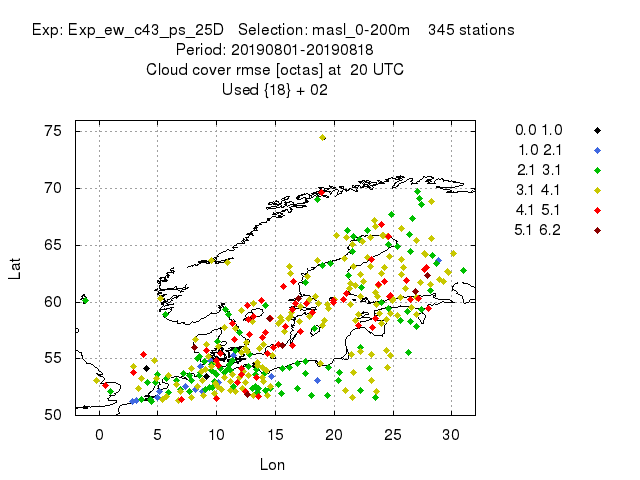 Exp: Exp_ew_c43_ps_25D   Selection: masl_0-200m    345 stations
Period: 20190801-20190818
Cloud cover rmse [octas] at  20 UTC
Used {18} + 02
0.0 1.0
1.0 2.1
2.1 3.1
3.1 4.1
4.1 5.1
5.1 6.2
75
70
65
60
55
50
Lat
0 5 10 15 20 25 30
Lon